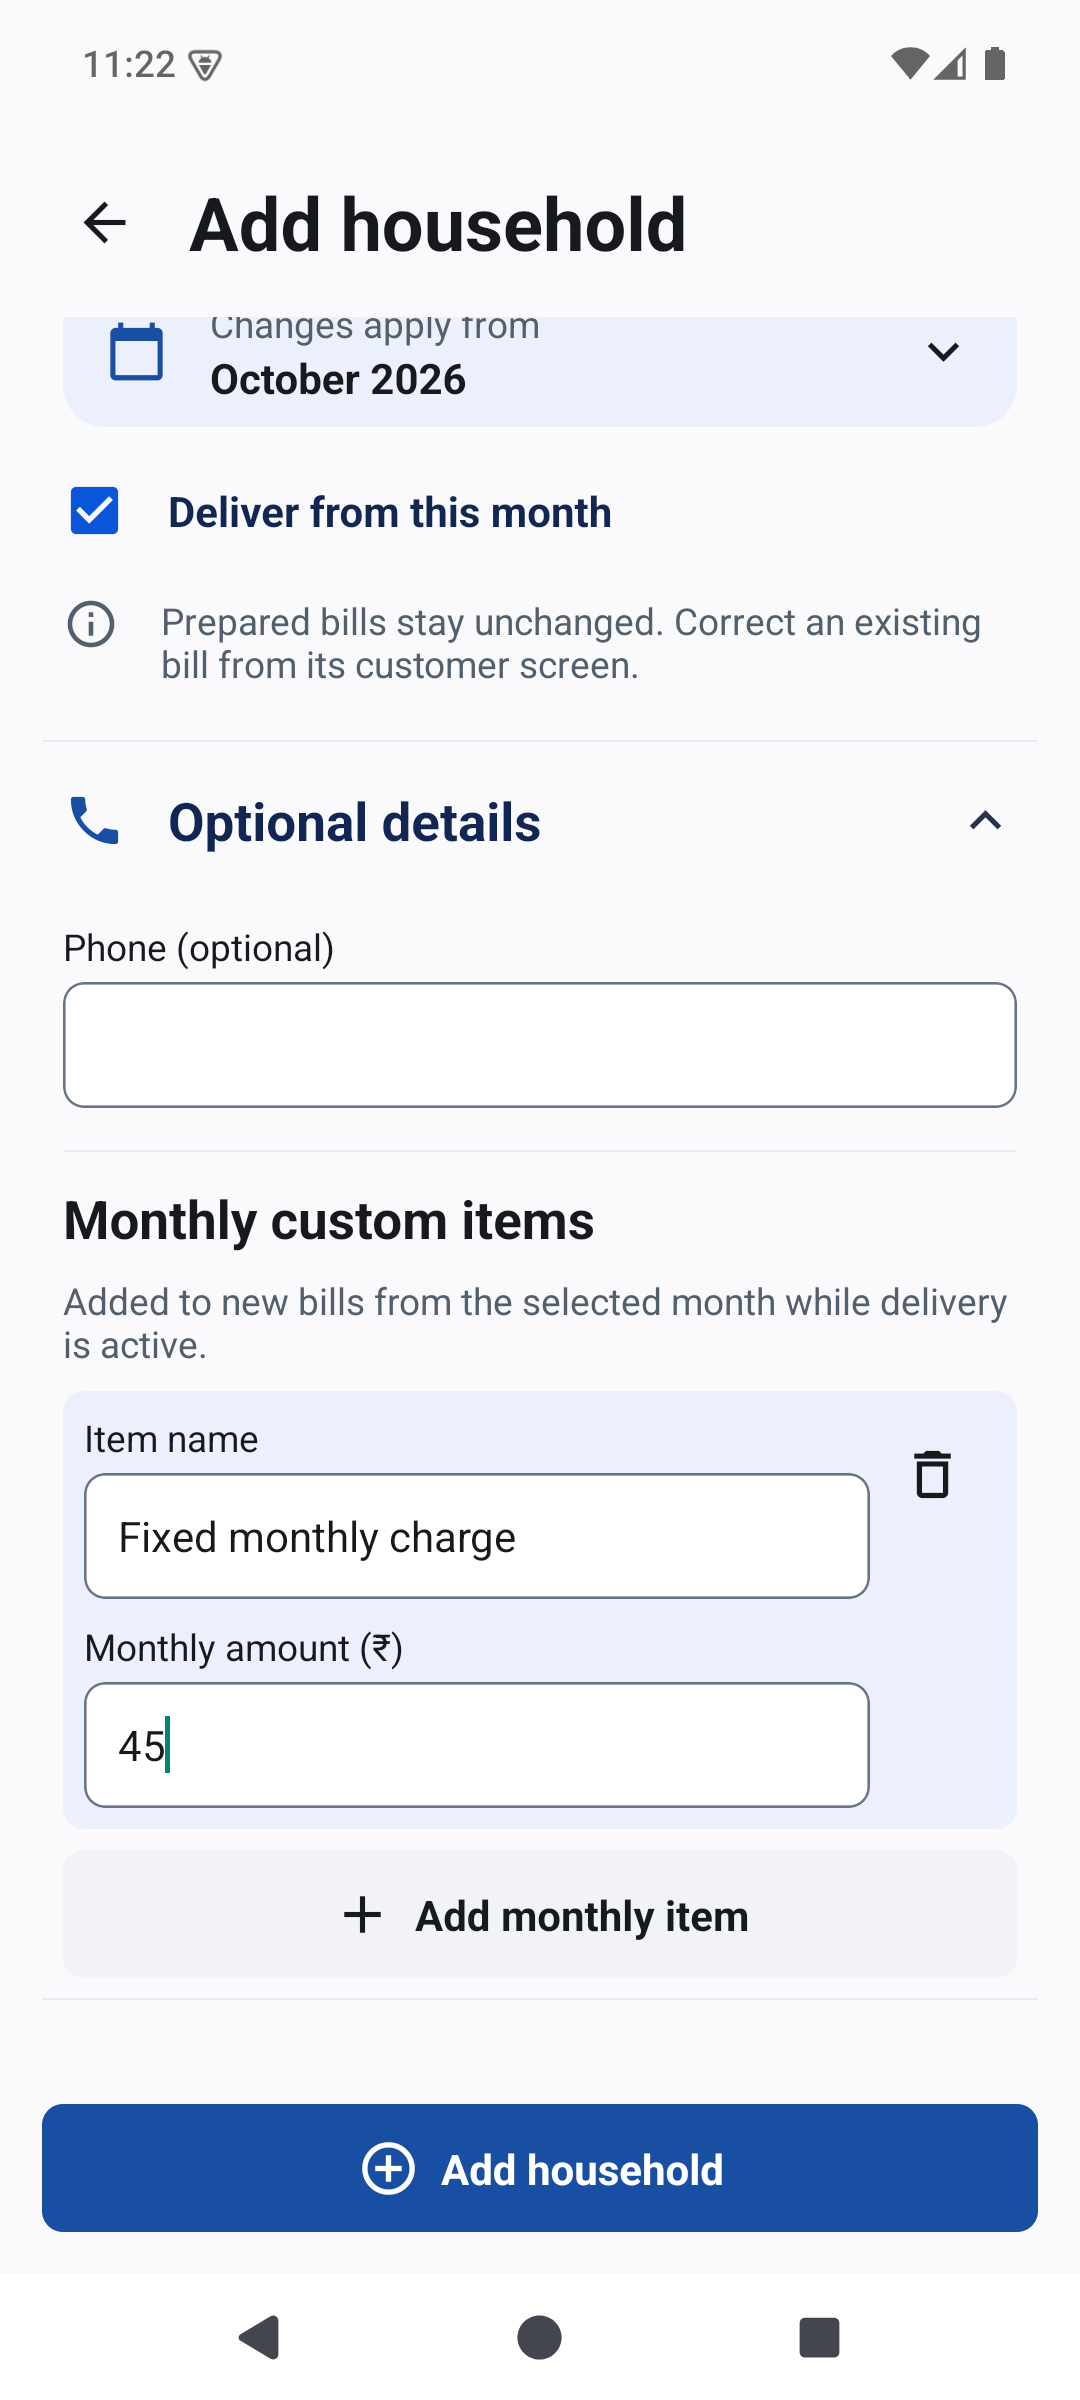 11:22
Add household
Changes apply from
October 2026
Deliver from this month
Prepared bills stay unchanged. Correct an existing
bill from its customer screen.
Optional details
Phone (optional)
Monthly custom items
Added to new bills from the selected month while delivery
is active.
Item name
Fixed monthly charge
Monthly amount (₹)
45
Add monthly item
Add household